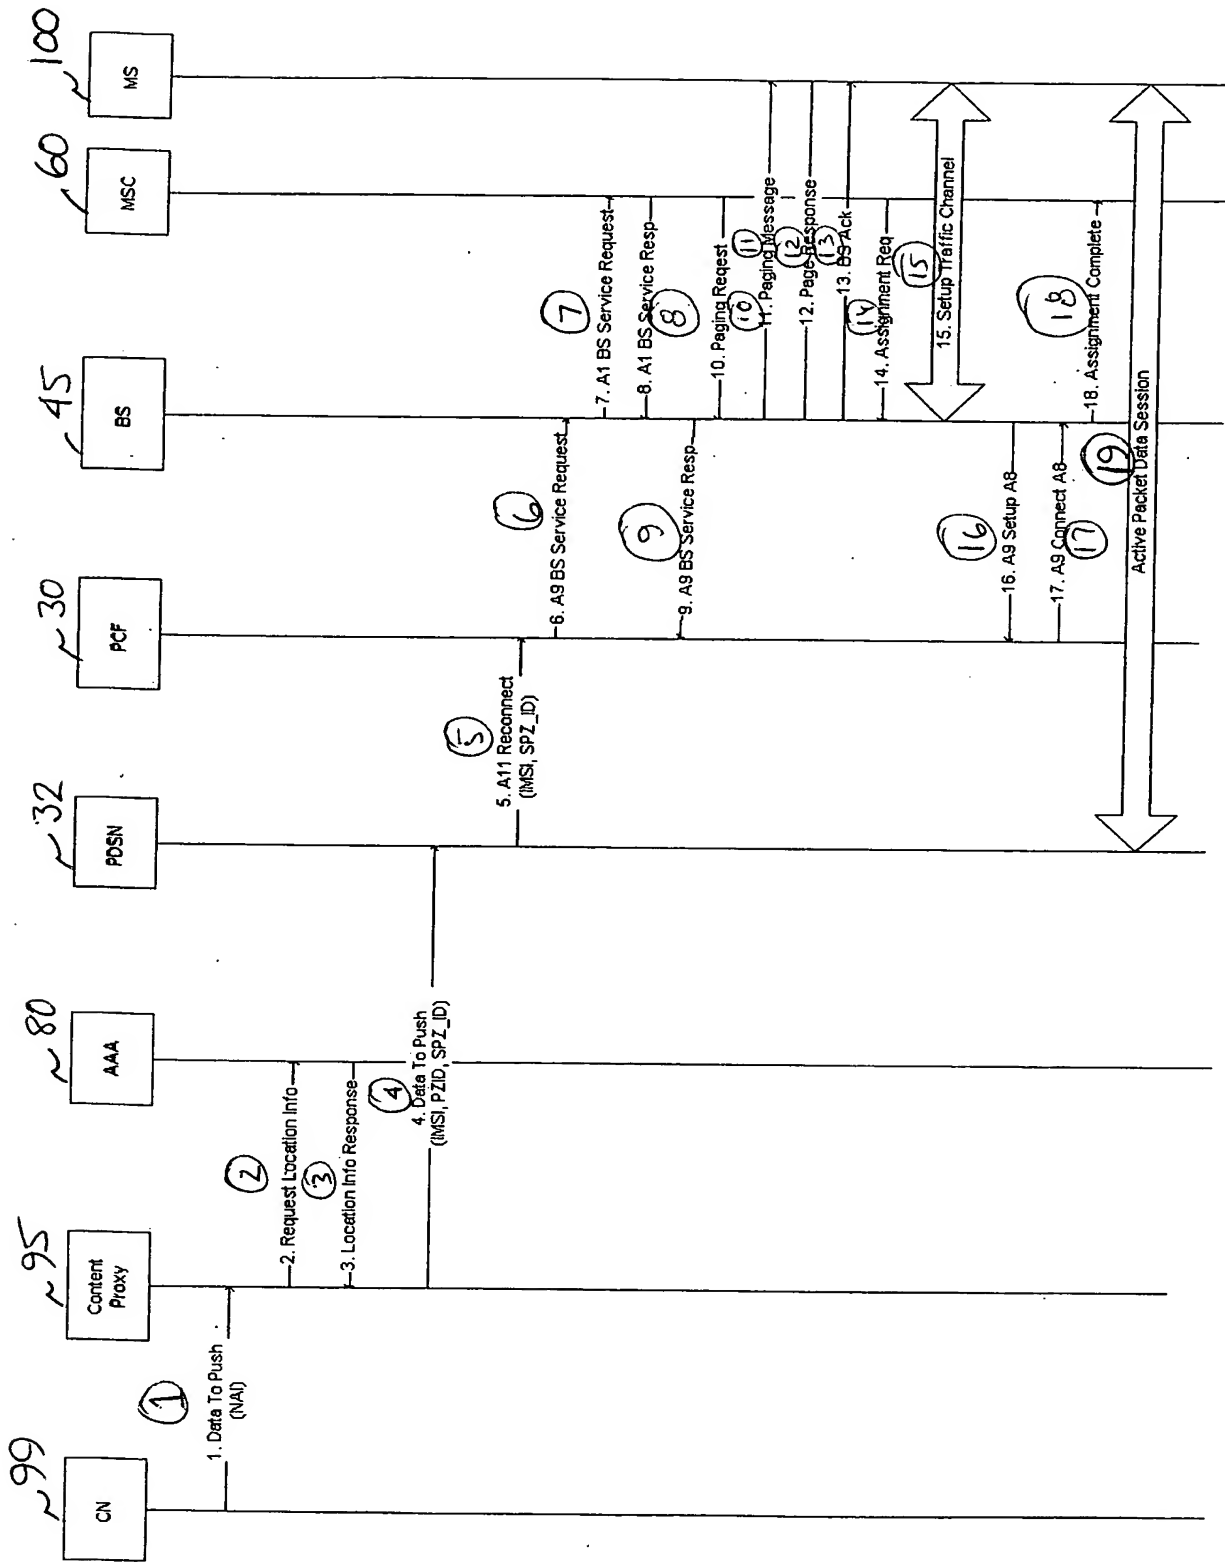 99
95
80
32
30
45
60
100
CN
Content
Proxy
AAA
PDSN
PCF
BS
MSC
MS
1
1. Data To Push
(NAI)
2
2. Request Location Info
3
3. Location Info Response
4
4. Data To Push
(IMSI, PZID, SPZ_ID)
5
5. A11 Reconnect
(IMSI, SPZ_ID)
6
6. A9 BS Service Request
7
7. A1 BS Service Request
8
8. A1 BS Service Resp
9
9. A9 BS Service Resp
10
10. Paging Reqest
11
11. Paging Message
12
12. Page Response
13
13. BS Ack
14
14. Assignment Req
15
15. Setup Traffic Channel
16
16. A9 Setup A8
17. A9 Connect A8
17
18
18. Assignment Complete
19
Active Packet Data Session